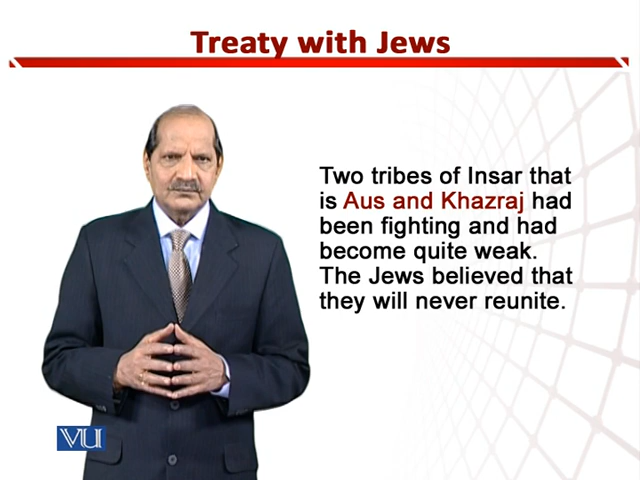 Treaty with Jews
Two tribes of Insar that
is Aus and Khazraj had
been fighting and had
become quite weak.
The Jews believed that
they will never reunite.
VU